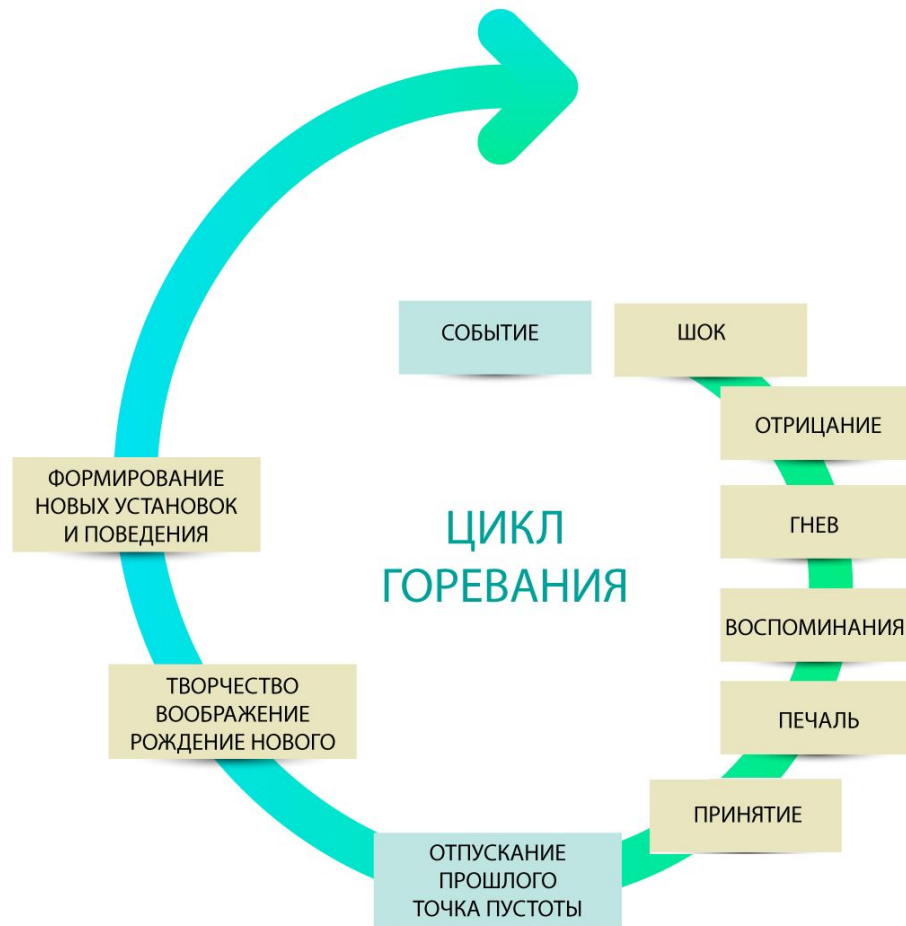 СОБЫТИЕ
ШОК
ОТРИЦАНИЕ
ГНЕВ
ВОСПОМИНАНИЯ
ПЕЧАЛЬ
ПРИНЯТИЕ
ОТПУСКАНИЕ
ПРОШЛОГО
ТОЧКА ПУСТОТЫ
ТВОРЧЕСТВО
ВООБРАЖЕНИЕ
РОЖДЕНИЕ НОВОГО
ФОРМИРОВАНИЕ
НОВЫХ УСТАНОВОК
И ПОВЕДЕНИЯ
ЦИКЛ
ГОРЕВАНИЯ